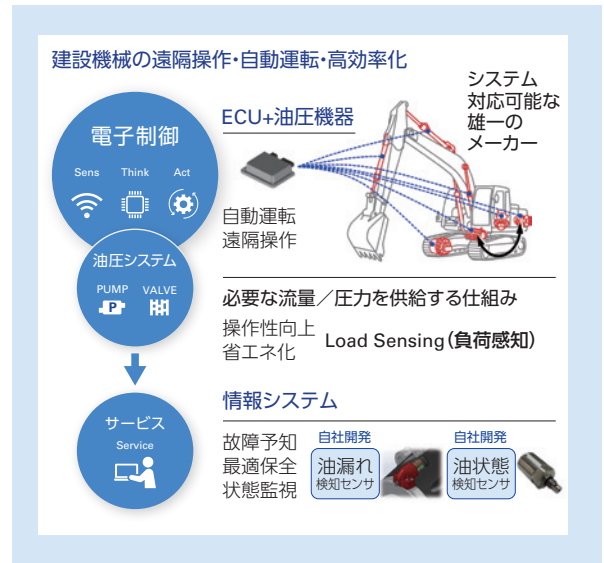 建設機械の遠隔操作・自動運転・高効率化
電子制御
Sens Think Act
油圧システム
PUMP VALVE
P
サービス
Service
ECU+油圧機器
システム
対応可能な
雄一の
メーカー
自動運転
遠隔操作
必要な流量／圧力を供給する仕組み
操作性向上
省エネ化
Load Sensing(負荷感知)
情報システム
故障予知
最適保全
状態監視
自社開発
油漏れ
検知センサ
自社開発
油状態
検知センサ